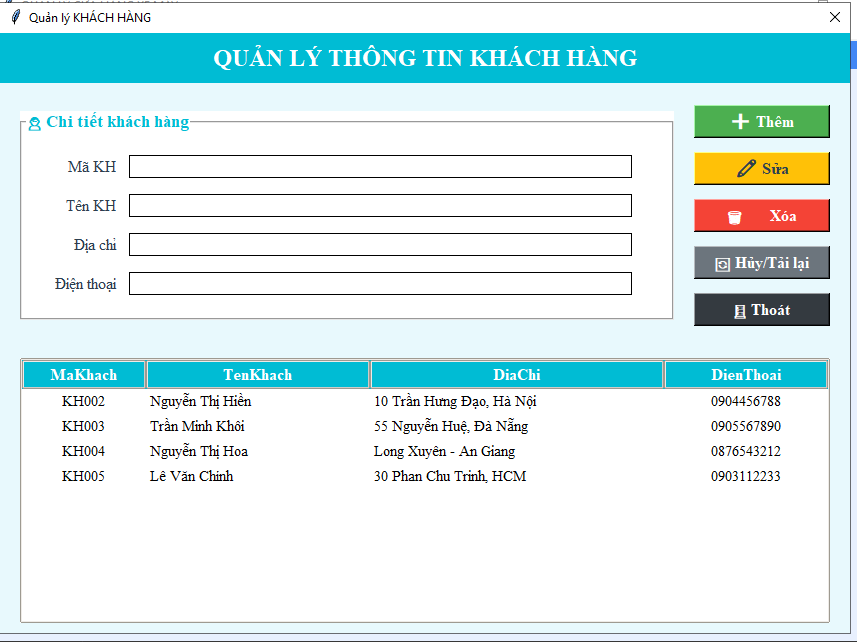 Quản lý KHÁCH HÀNG
QUẢN LÝ THÔNG TIN KHÁCH HÀNG
Chi tiết khách hàng
Mã KH
Tên KH
Địa chỉ
Điện thoại
Thêm
Sửa
Xóa
Hủy/Tải lại
Thoát
MaKhach TenKhach DiaChi DienThoai
KH002 Nguyễn Thị Hiền 10 Trần Hưng Đạo, Hà Nội 0904456788
KH003 Trần Minh Khôi 55 Nguyễn Huệ, Đà Nẵng 0905567890
KH004 Nguyễn Thị Hoa Long Xuyên - An Giang 0876543212
KH005 Lê Văn Chinh 30 Phan Chu Trinh, HCM 0903112233